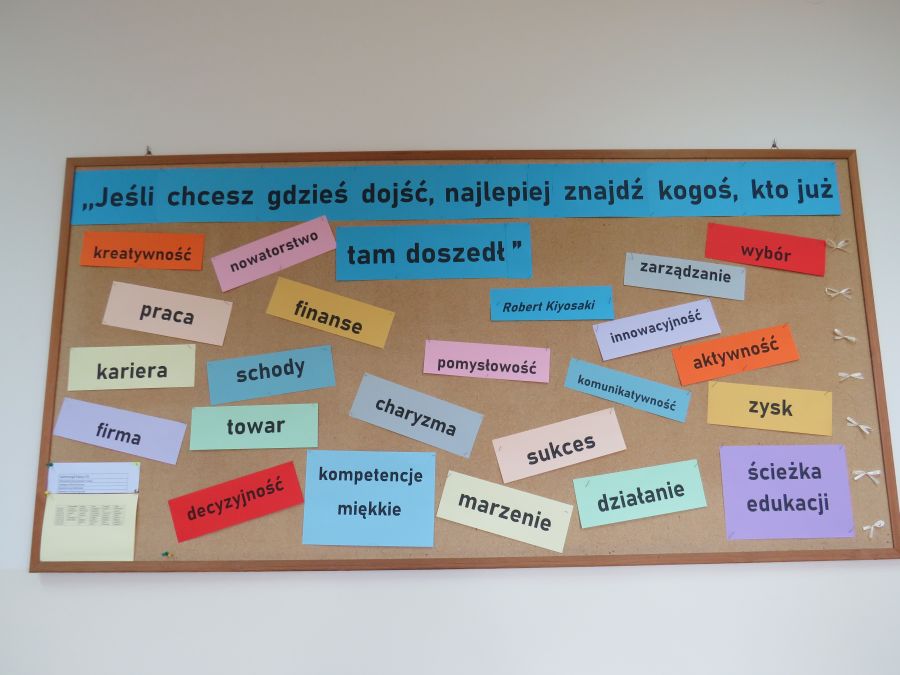 „Jeśli chcesz gdzieś dojść, najlepiej znajdź kogoś, kto już
tam doszedł ”
Robert Kiyosaki
kreatywność
nowatorstwo
zarządzanie
wybór
praca
finanse
innowacyjność
aktywność
kariera
schody
pomysłowość
komunikatywność
zysk
firma
towar
charyzma
sukces
decyzyjność
kompetencje
miękkie
marzenie
działanie
ścieżka
edukacji